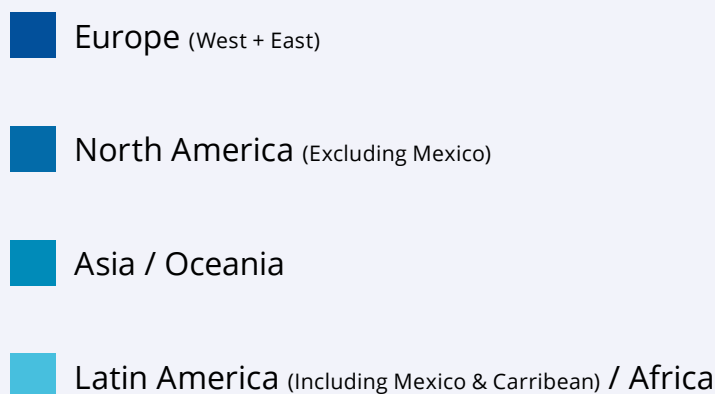 Europe (West + East)
North America (Excluding Mexico)
Asia / Oceania
Latin America (Including Mexico & Carribean) / Africa